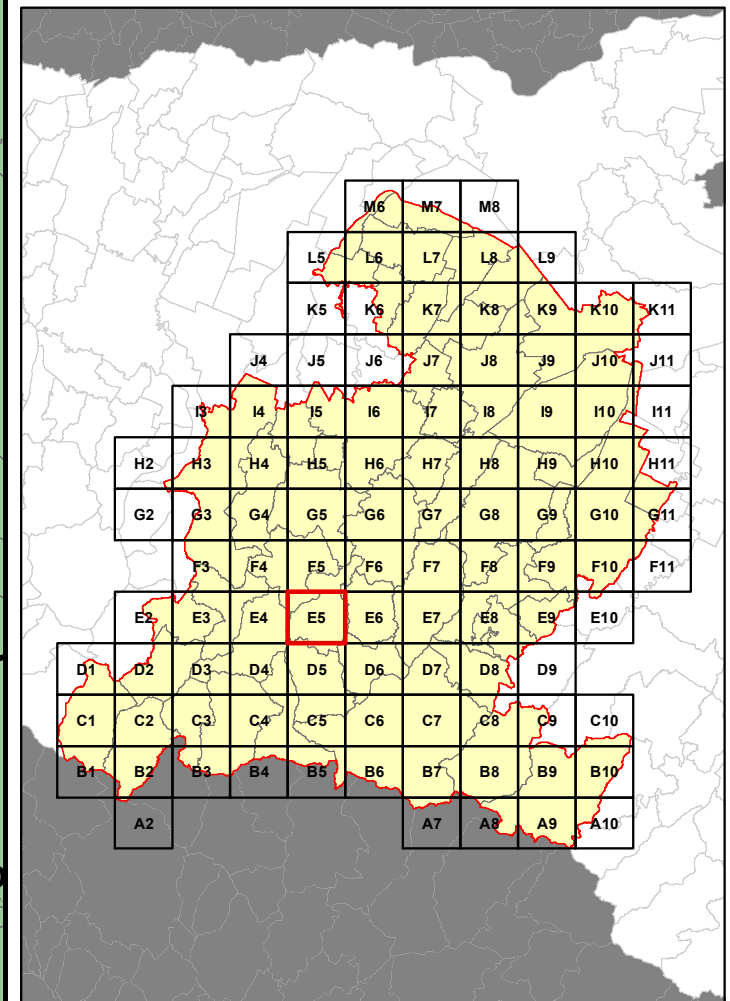 M6 M7 M8
L5 L6 L7 L8 L9
K5 K6 K7 K8 K9 K10 K11
J4 J5 J6 J7 J8 J9 J10 J11
I3 I4 I5 I6 I7 I8 I9 I10 I11
H2 H3 H4 H5 H6 H7 H8 H9 H10 H11
G2 G3 G4 G5 G6 G7 G8 G9 G10 G11
F3 F4 F5 F6 F7 F8 F9 F10 F11
E2 E3 E4 E5 E6 E7 E8 E9 E10
D1 D2 D3 D4 D5 D6 D7 D8 D9
C1 C2 C3 C4 C5 C6 C7 C8 C9 C10
B1 B2 B3 B4 B5 B6 B7 B8 B9 B10
A2 A7 A8 A9 A10